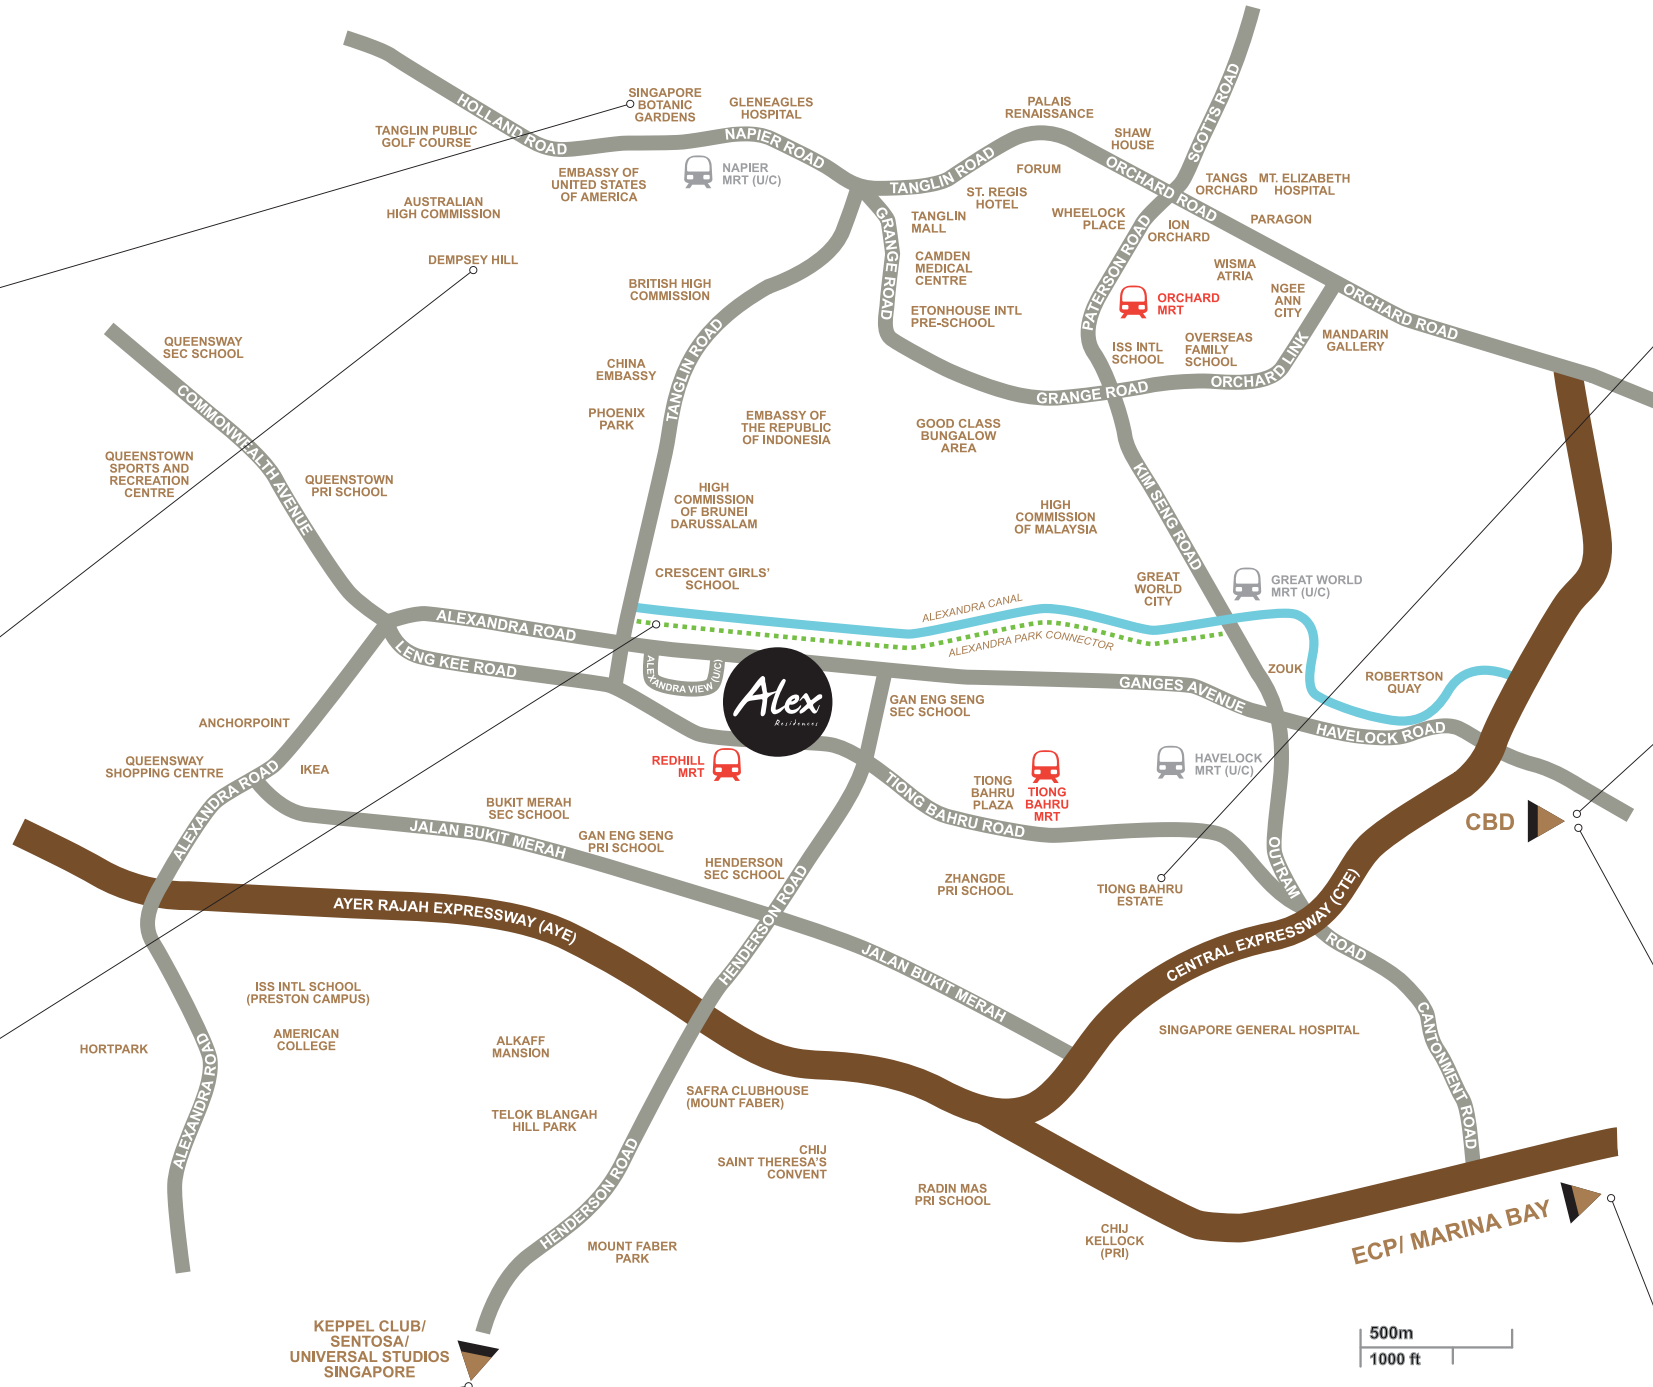 SCOTTS ROAD
HOLLAND ROAD
SINGAPORE
BOTANIC
GARDENS
GLENEAGLES
HOSPITAL
PALAIS
RENAISSANCE
TANGLIN PUBLIC
GOLF COURSE
NAPIER ROAD
SHAW
HOUSE
EMBASSY OF
UNITED STATES
OF AMERICA
NAPIER
MRT (U/C)
TANGLIN ROAD
FORUM
ORCHARD ROAD
TANGS
ORCHARD
MT. ELIZABETH
HOSPITAL
ST. REGIS
HOTEL
AUSTRALIAN
HIGH COMMISSION
TANGLIN
MALL
WHEELOCK
PLACE
ION
ORCHARD
PARAGON
GRANGE ROAD
PATERSON ROAD
DEMPSEY HILL
CAMDEN
MEDICAL
CENTRE
WISMA
ATRIA
BRITISH HIGH
COMMISSION
NGEE
ANN
CITY
ORCHARD
MRT
ORCHARD ROAD
ETONHOUSE INTL
PRE-SCHOOL
QUEENSWAY
SEC SCHOOL
ISS INTL
SCHOOL
OVERSEAS
FAMILY
SCHOOL
MANDARIN
GALLERY
CHINA
EMBASSY
TANGLIN ROAD
ORCHARD LINK
GRANGE ROAD
COMMONWEALTH AVENUE
PHOENIX
PARK
EMBASSY OF
THE REPUBLIC
OF INDONESIA
GOOD CLASS
BUNGALOW
AREA
QUEENSTOWN
SPORTS AND
RECREATION
CENTRE
QUEENSTOWN
PRI SCHOOL
HIGH
COMMISSION
OF BRUNEI
DARUSSALAM
HIGH
COMMISSION
OF MALAYSIA
KIM SENG ROAD
CRESCENT GIRLS’
SCHOOL
GREAT
WORLD
CITY
GREAT WORLD
MRT (U/C)
ALEXANDRA CANAL
ALEXANDRA ROAD
ALEXANDRA PARK CONNECTOR
LENG KEE ROAD
ALEXANDRA VIEW (U/C)
ZOUK
ROBERTSON
QUAY
GANGES AVENUE
Alex
Residences
GAN ENG SENG
SEC SCHOOL
ANCHORPOINT
HAVELOCK ROAD
QUEENSWAY
SHOPPING CENTRE
IKEA
REDHILL
MRT
HAVELOCK
MRT (U/C)
TIONG
BAHRU
PLAZA
TIONG
BAHRU
MRT
TIONG BAHRU ROAD
ALEXANDRA ROAD
BUKIT MERAH
SEC SCHOOL
CBD
JALAN BUKIT MERAH
GAN ENG SENG
PRI SCHOOL
HENDERSON
SEC SCHOOL
ZHANGDE
PRI SCHOOL
TIONG BAHRU
ESTATE
OUTRAM
ROAD
AYER RAJAH EXPRESSWAY (AYE)
HENDERSON ROAD
CENTRAL EXPRESSWAY (CTE)
JALAN BUKIT MERAH
ISS INTL SCHOOL
(PRESTON CAMPUS)
AMERICAN
COLLEGE
HORTPARK
ALKAFF
MANSION
SINGAPORE GENERAL HOSPITAL
CANTONMENT ROAD
ALEXANDRA ROAD
SAFRA CLUBHOUSE
(MOUNT FABER)
TELOK BLANGAH
HILL PARK
CHIJ
SAINT THERESA’S
CONVENT
HENDERSON ROAD
RADIN MAS
PRI SCHOOL
CHIJ
KELLOCK
(PRI)
ECP/ MARINA BAY
MOUNT FABER
PARK
KEPPEL CLUB/
SENTOSA/
UNIVERSAL STUDIOS
SINGAPORE
500m
1000 ft